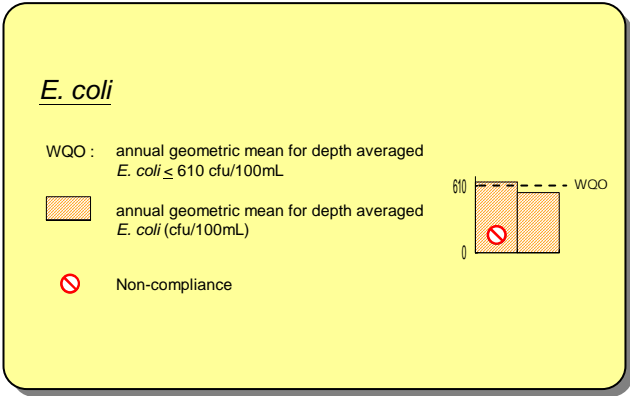 E. coli
WQO : annual geometric mean for depth averaged
E. coli ≤ 610 cfu/100mL
annual geometric mean for depth averaged
E. coli (cfu/100mL)
Non-compliance
610
WQO
0